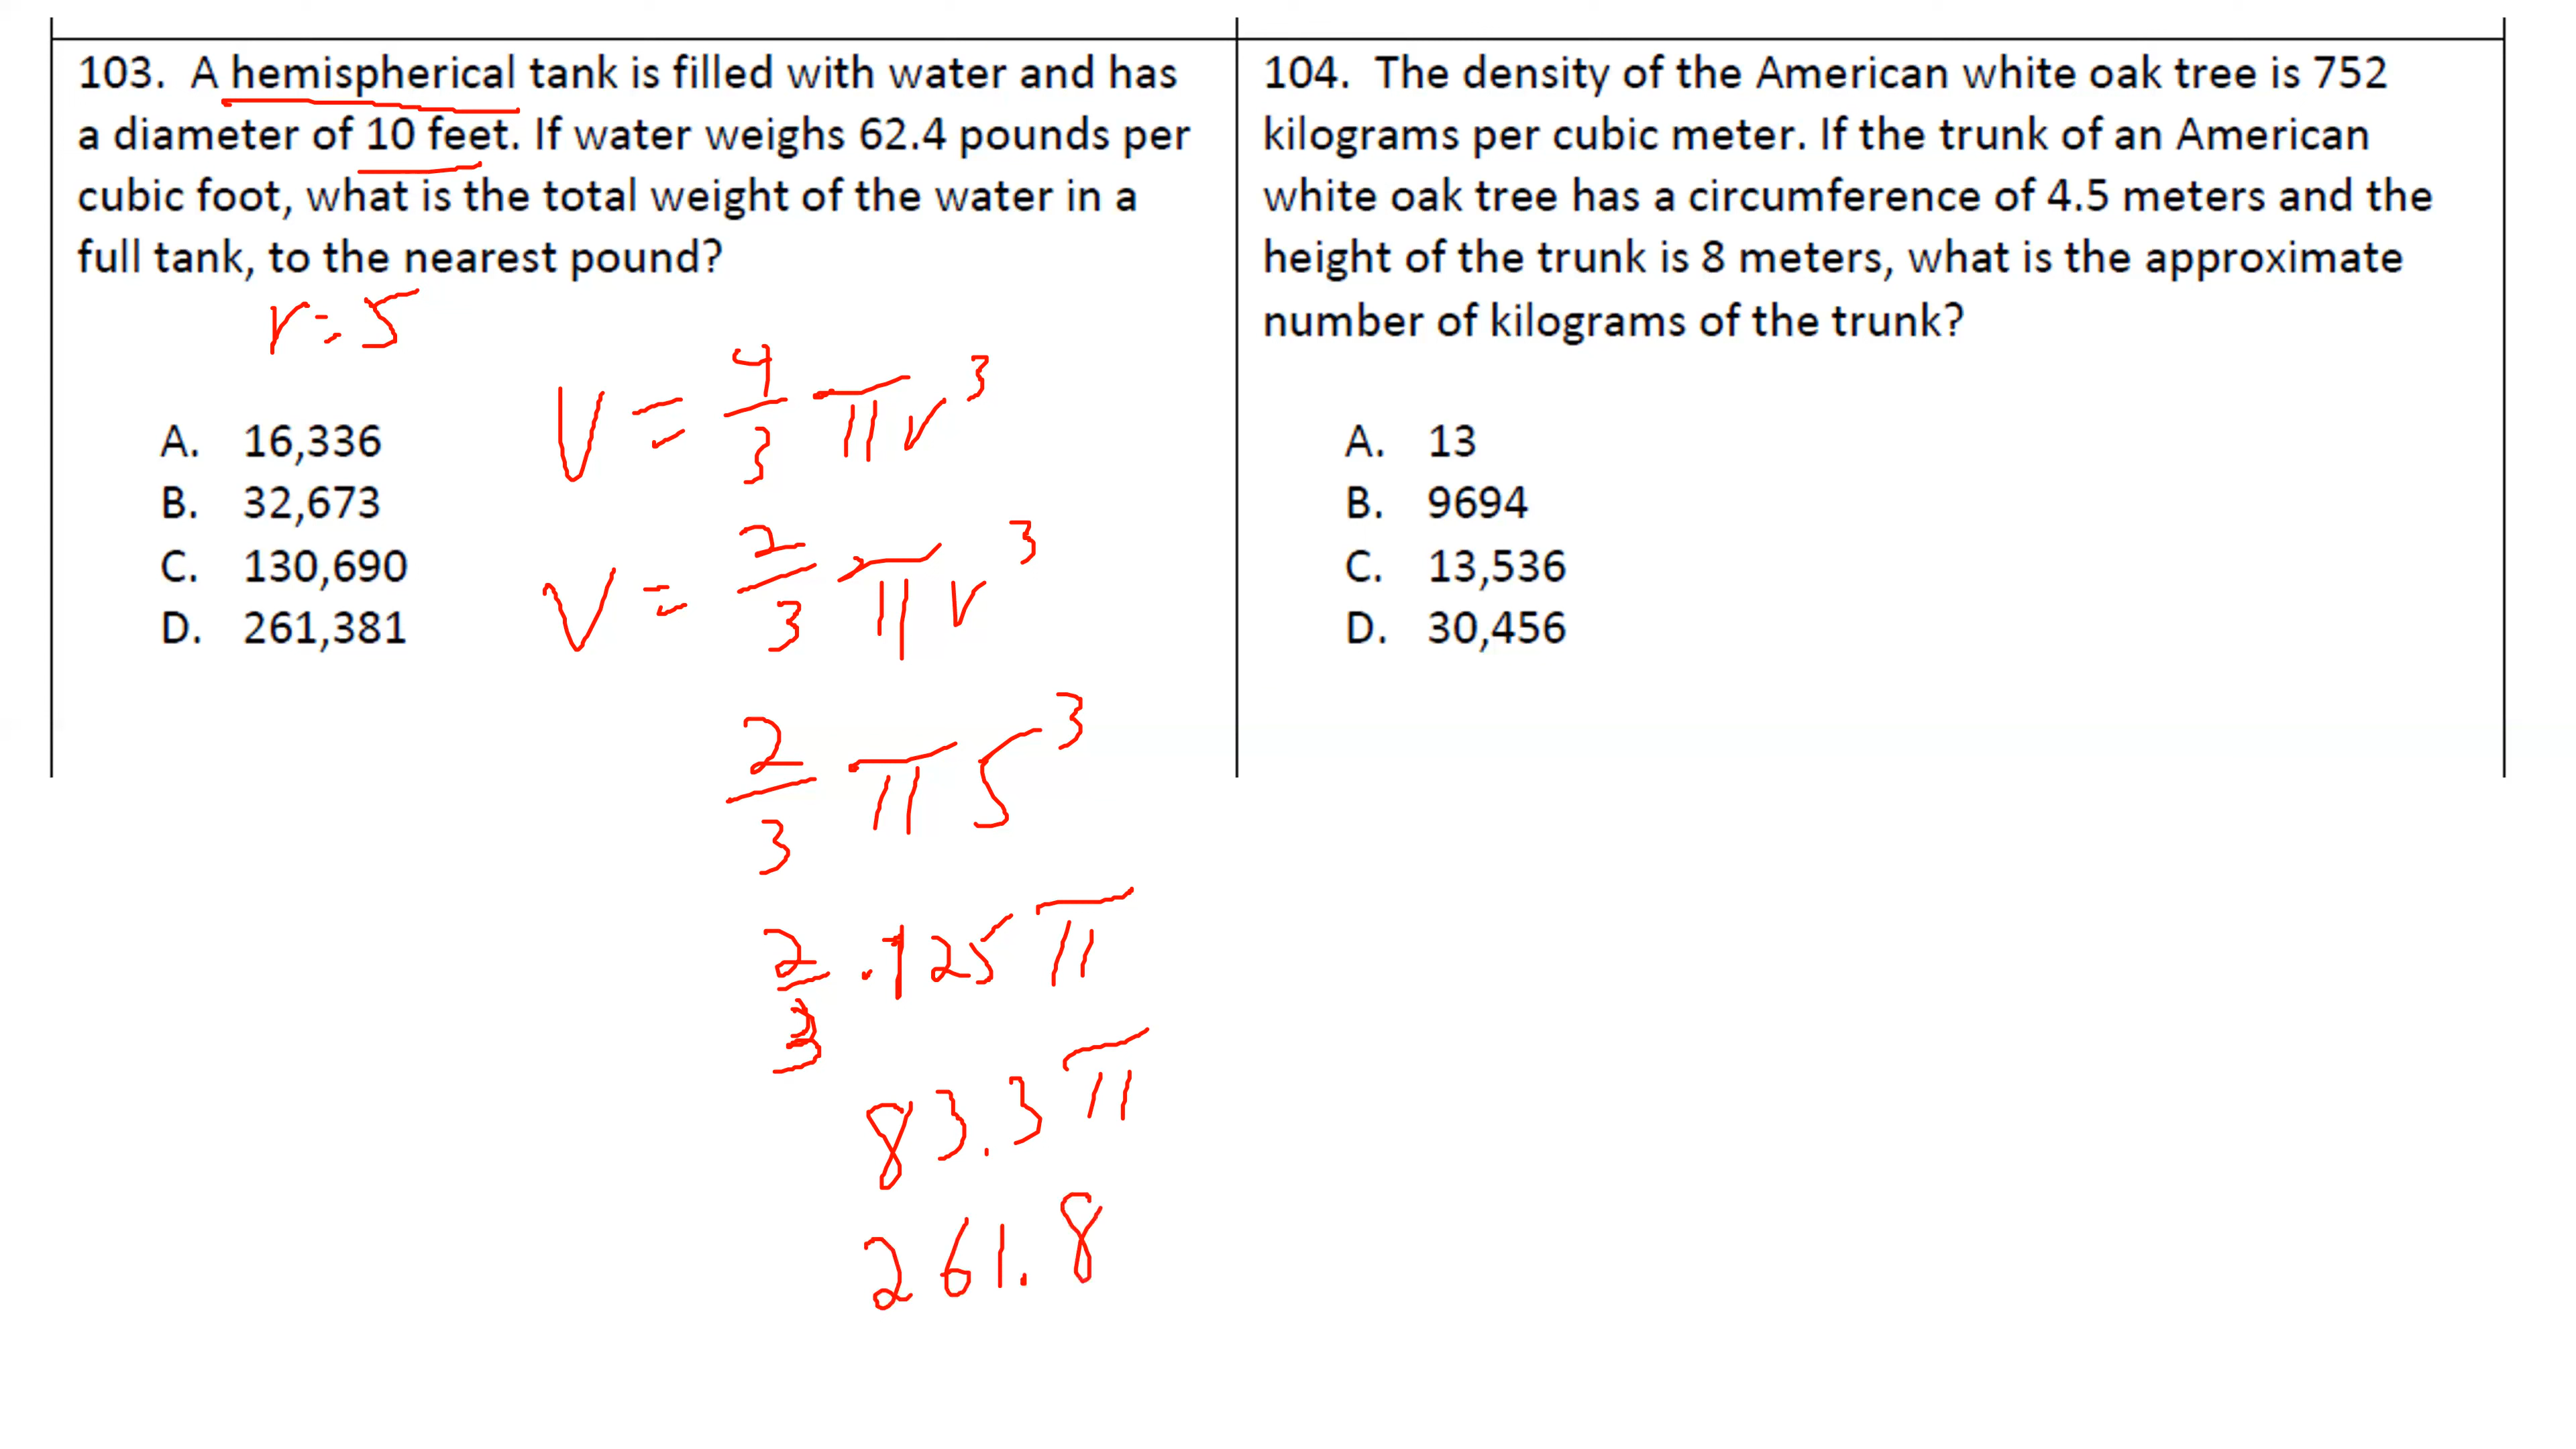 103. A hemispherical tank is filled with water and has
a diameter of 10 feet. If water weighs 62.4 pounds per
cubic foot, what is the total weight of the water in a
full tank, to the nearest pound?
r = 5
V = 4/3 π r³
A. 16,336
B. 32,673
C. 130,690
D. 261,381
V = 2/3 π r³
2/3 π 5³
2/3 · 125 π
83.3 π
261.8
104. The density of the American white oak tree is 752
kilograms per cubic meter. If the trunk of an American
white oak tree has a circumference of 4.5 meters and the
height of the trunk is 8 meters, what is the approximate
number of kilograms of the trunk?
A. 13
B. 9694
C. 13,536
D. 30,456